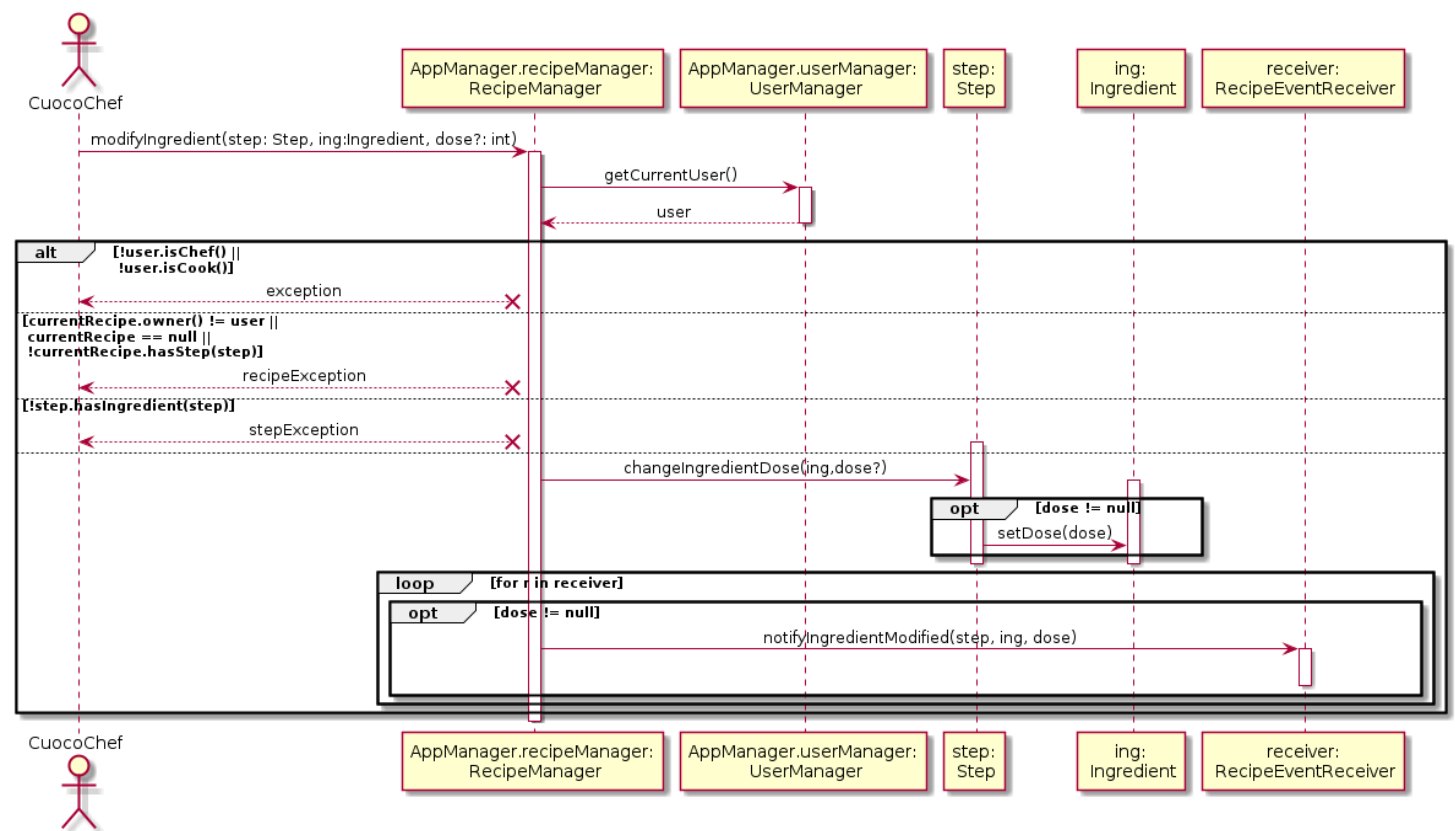 CuocoChef
AppManager.recipeManager:
RecipeManager
AppManager.userManager:
UserManager
step:
Step
ing:
Ingredient
receiver:
RecipeEventReceiver
modifyIngredient(step: Step, ing:Ingredient, dose?: int)
getCurrentUser()
user
alt
[!user.isChef() ||
!user.isCook()]
exception
[currentRecipe.owner() != user ||
currentRecipe == null ||
!currentRecipe.hasStep(step)]
recipeException
[!step.hasIngredient(step)]
stepException
changeIngredientDose(ing,dose?)
opt
[dose != null]
setDose(dose)
loop
[for r in receiver]
opt
[dose != null]
notifyIngredientModified(step, ing, dose)
CuocoChef
AppManager.recipeManager:
RecipeManager
AppManager.userManager:
UserManager
step:
Step
ing:
Ingredient
receiver:
RecipeEventReceiver